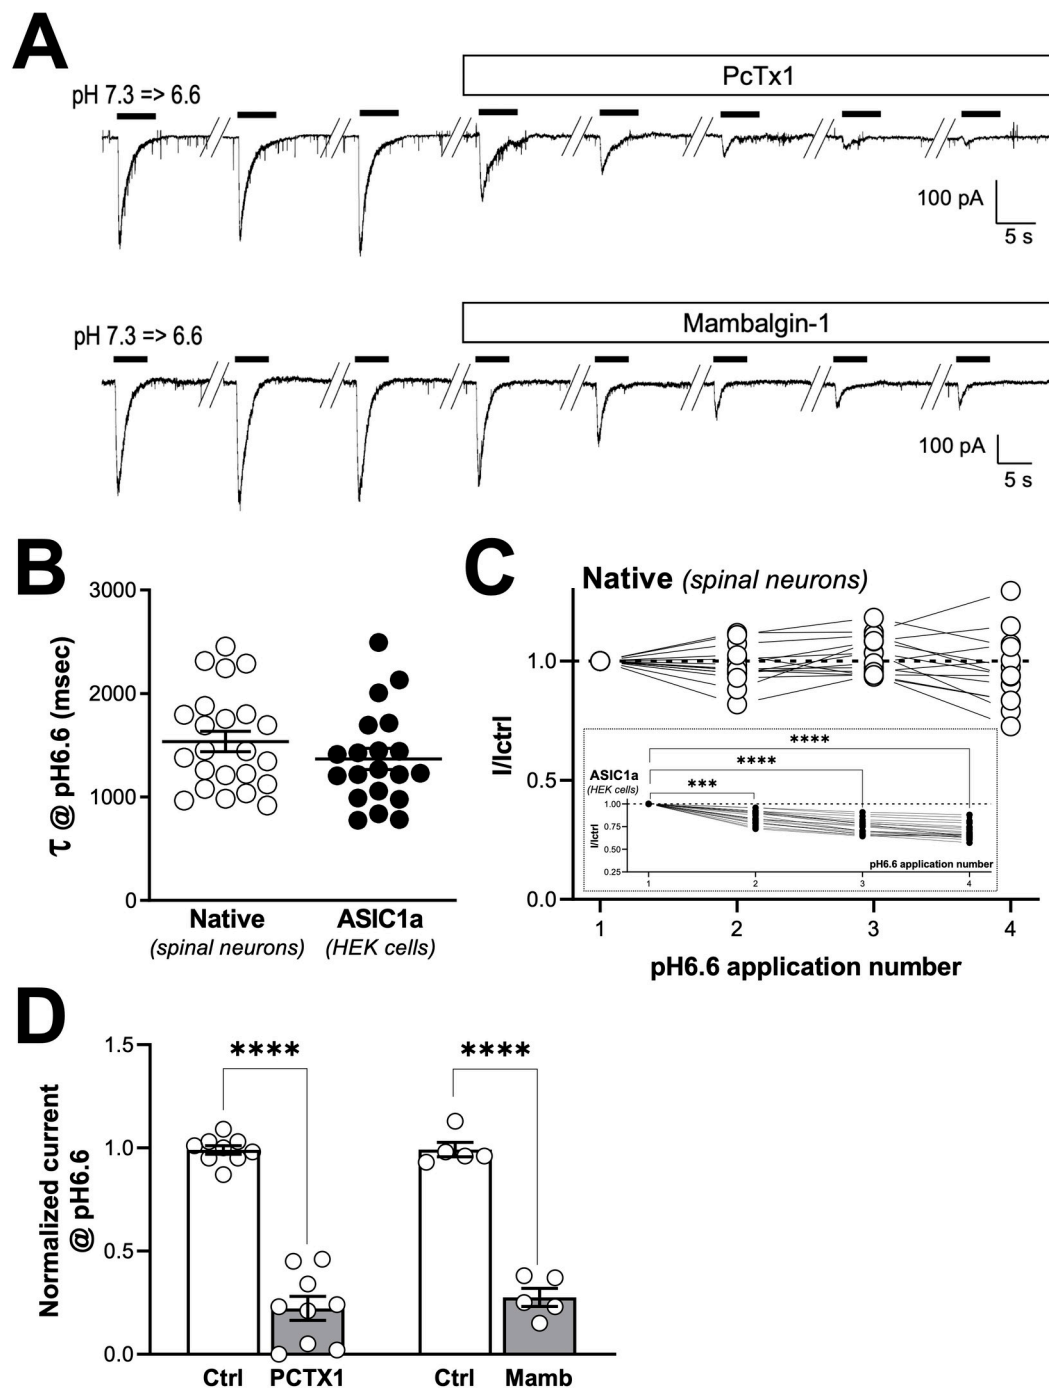 A
PcTx1
pH 7.3 => 6.6
100 pA
5 s
Mambalgin-1
pH 7.3 => 6.6
100 pA
5 s
B
3000
2000
1000
0
τ @ pH6.6 (msec)
Native
(spinal neurons)
ASIC1a
(HEK cells)
C
Native (spinal neurons)
1.0
0.5
0.0
I/Ictrl
1
2
3
4
pH6.6 application number
ASIC1a
(HEK cells)
****
****
***
1.00
0.75
0.50
0.25
I/Ictrl
1
2
3
4
pH6.6 application number
D
1.5
1.0
0.5
0.0
Normalized current
@ pH6.6
****
****
Ctrl
PCTX1
Ctrl
Mamb